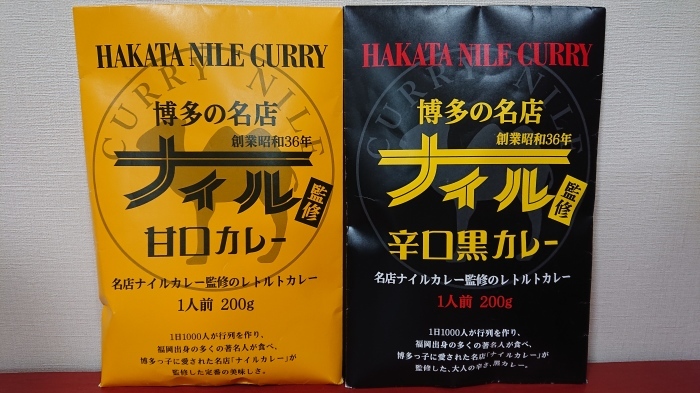 HAKATA NILE CURRY
CURRY NILE
博多の名店
創業昭和36年
ナイル
監修
甘口カレー
名店ナイルカレー監修のレトルトカレー
1人前 200g
1日1000人が行列を作り、
福岡出身の多くの著名人が食べ、
博多っ子に愛された名店「ナイルカレー」が
監修した定番の美味しさ。
HAKATA NILE CURRY
CURRY NILE
博多の名店
創業昭和36年
ナイル
監修
辛口黒カレー
名店ナイルカレー監修のレトルトカレー
1人前 200g
1日1000人が行列を作り、
福岡出身の多くの著名人が食べ、
博多っ子に愛された名店「ナイルカレー」が
監修した、大人の辛さ、黒カレー。